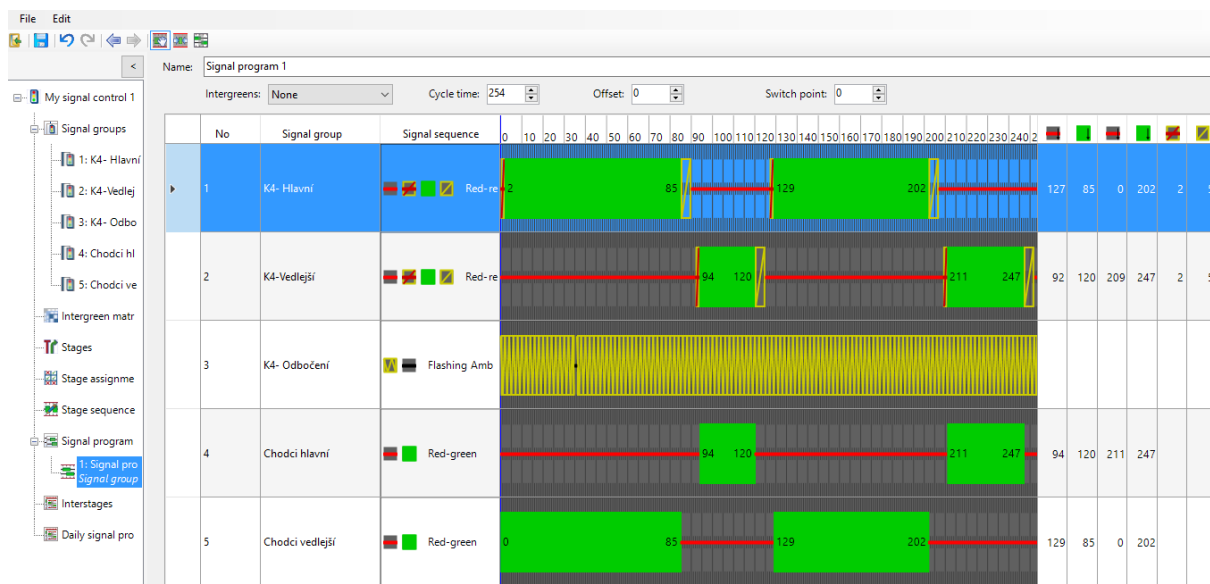 File Edit
<
Name: Signal program 1
Intergreens: None Cycle time: 254 Offset: 0 Switch point: 0
My signal control 1
Signal groups
1: K4- Hlavní
2: K4-Vedlej
3: K4- Odbo
4: Chodci hl
5: Chodci ve
Intergreen matr
Stages
Stage assignme
Stage sequence
Signal program
1: Signal pro
Signal group
Interstages
Daily signal pro
No Signal group Signal sequence 0 10 20 30 40 50 60 70 80 90 100 110 120 130 140 150 160 170 180 190 200 210 220 230 240 2
1 K4- Hlavní Red-re 2 85 129 202 127 85 0 202 2 5
2 K4-Vedlejší Red-re 94 120 211 247 92 120 209 247 2 5
3 K4- Odbočení Flashing Amb
4 Chodci hlavní Red-green 94 120 211 247 94 120 211 247
5 Chodci vedlejší Red-green 0 85 129 202 129 85 0 202